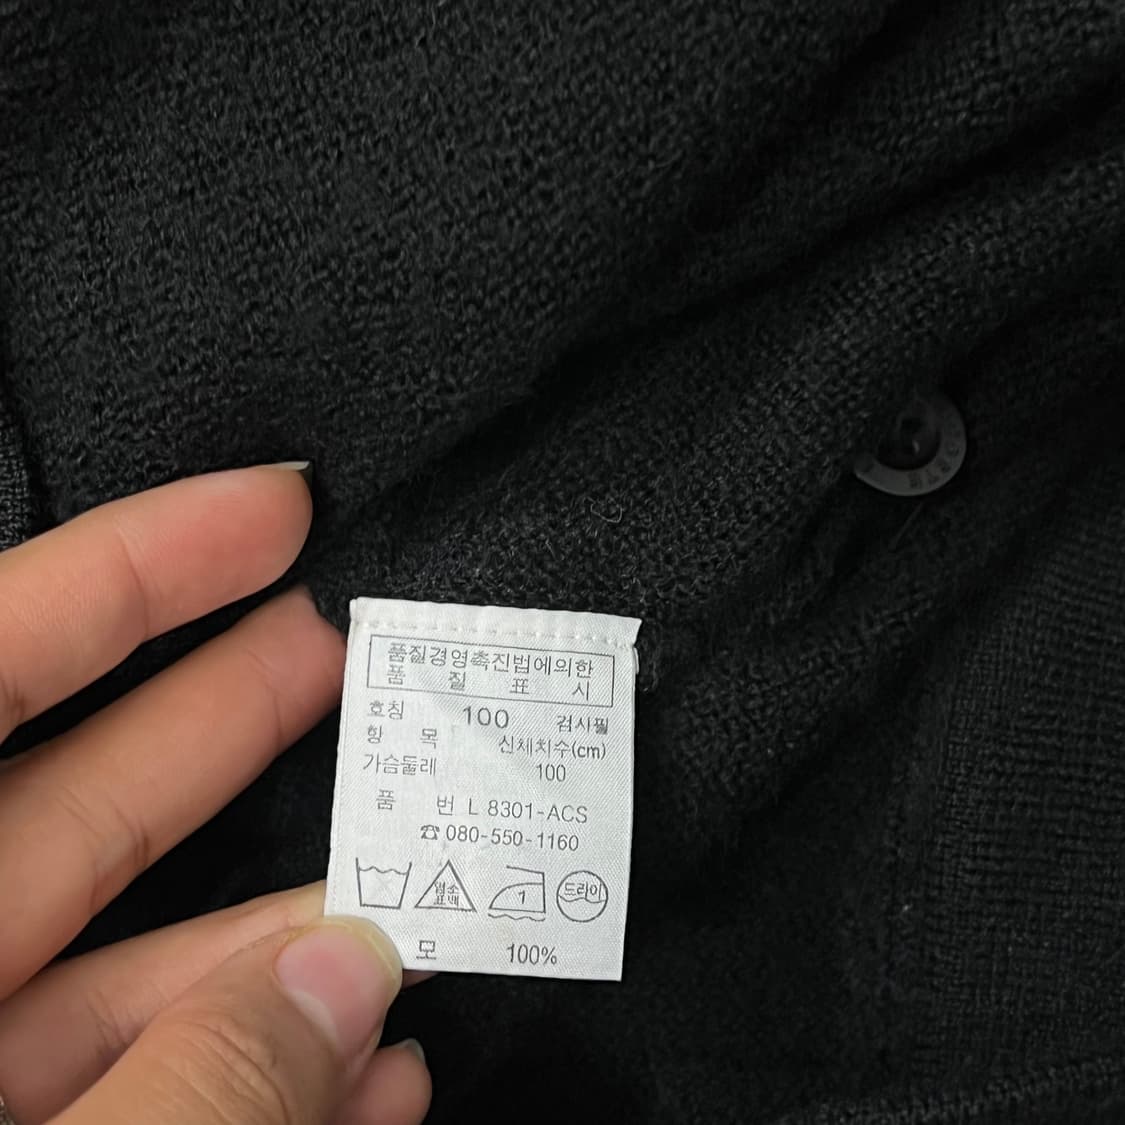 품질경영촉진법에의한
품 질 표 시
호칭 100 검사필
항 목 신체치수(cm)
가슴둘레 100
품 번 L 8301-ACS
☎ 080-550-1160
염소
표백
1
드라이
모 100%